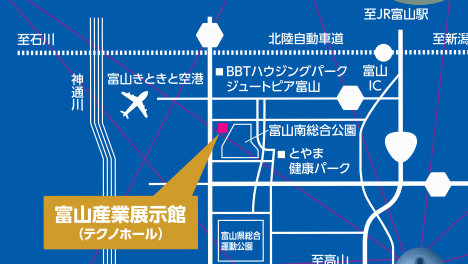 至JR富山駅
至石川
北陸自動車道
至新潟
富山きときと空港
BBTハウジングパーク
ジュートピア富山
富山
IC
神通川
富山南総合公園
とやま
健康パーク
富山産業展示館
(テクノホール)
富山県総合
運動公園
至高山